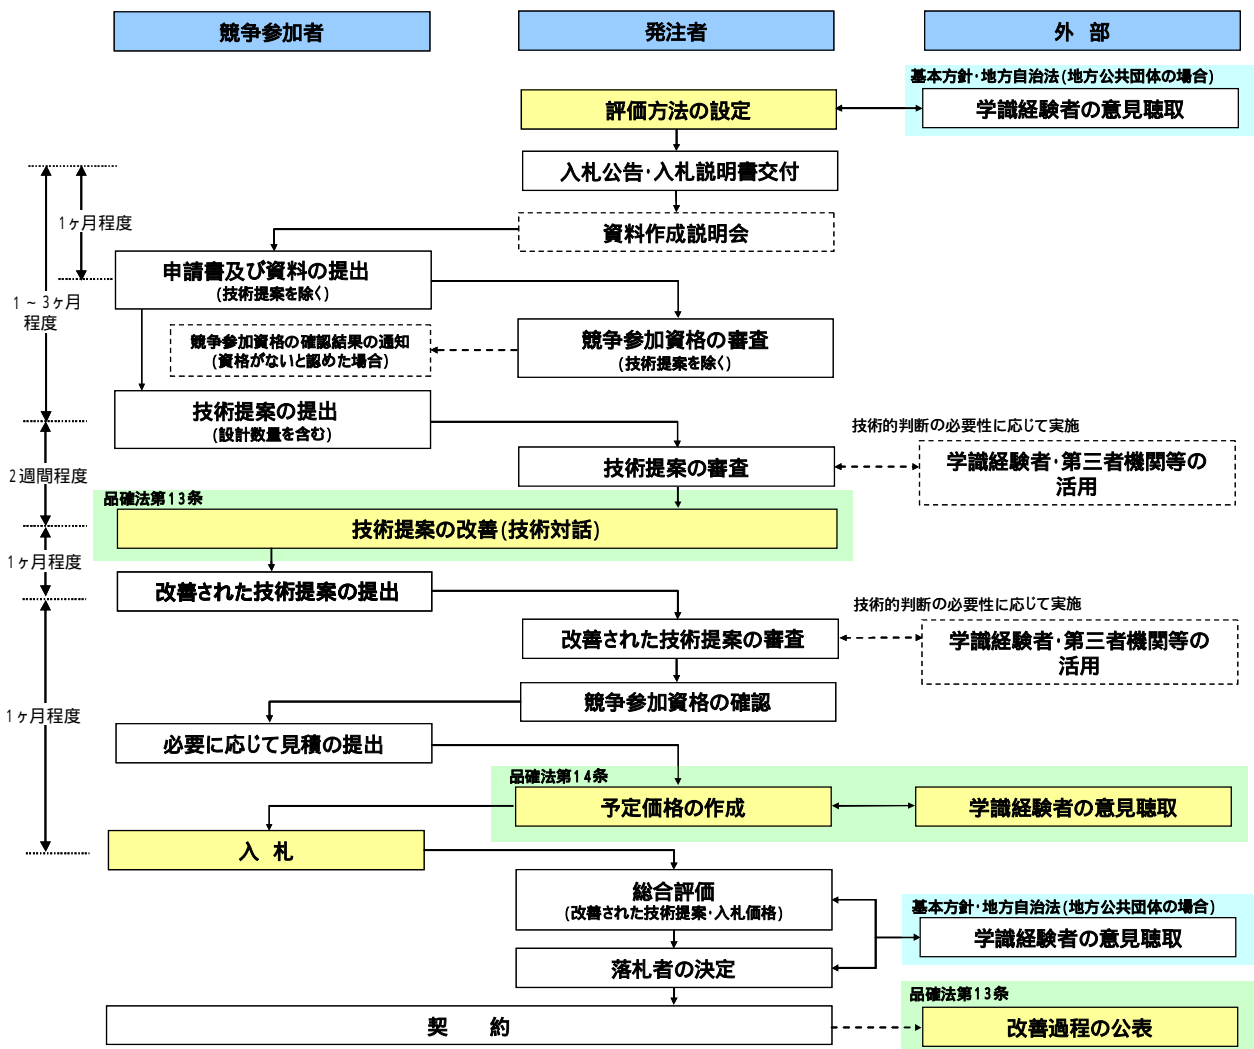 競争参加者
発注者
外 部
基本方針・地方自治法(地方公共団体の場合)
評価方法の設定
学識経験者の意見聴取
入札公告・入札説明書交付
1ヶ月程度
資料作成説明会
申請書及び資料の提出
(技術提案を除く)
1～3ヶ月
程度
競争参加資格の確認結果の通知
(資格がないと認めた場合)
競争参加資格の審査
(技術提案を除く)
技術提案の提出
(設計数量を含む)
技術的判断の必要性に応じて実施
技術提案の審査
学識経験者・第三者機関等の
活用
2週間程度
品確法第13条
技術提案の改善(技術対話)
1ヶ月程度
改善された技術提案の提出
技術的判断の必要性に応じて実施
改善された技術提案の審査
学識経験者・第三者機関等の
活用
競争参加資格の確認
1ヶ月程度
必要に応じて見積の提出
品確法第14条
予定価格の作成
学識経験者の意見聴取
入 札
総合評価
(改善された技術提案・入札価格)
基本方針・地方自治法(地方公共団体の場合)
学識経験者の意見聴取
落札者の決定
品確法第13条
契 約
改善過程の公表